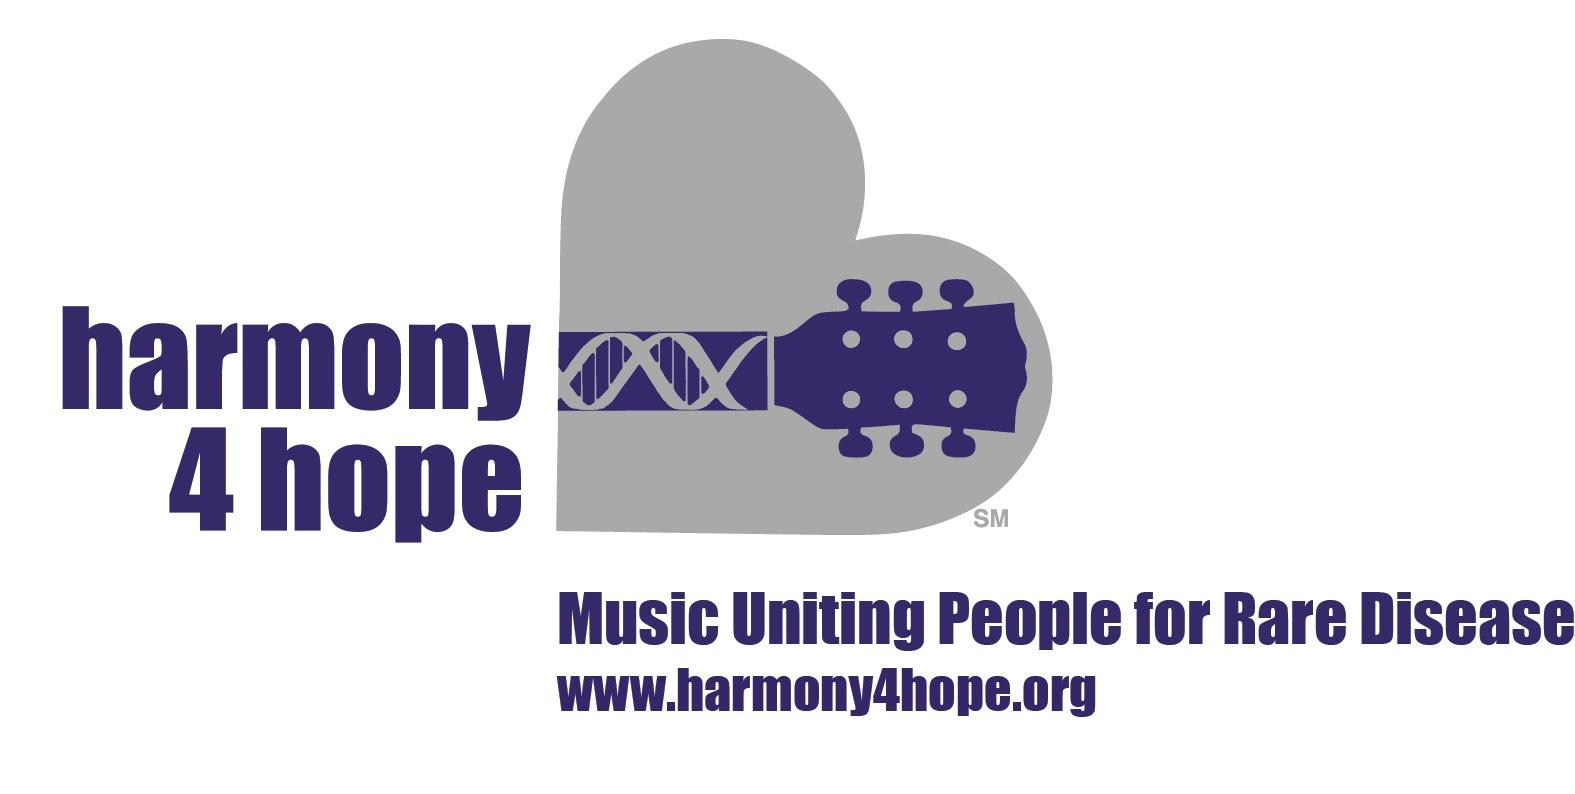 harmony
4 hope
SM
Music Uniting People for Rare Disease
www.harmony4hope.org